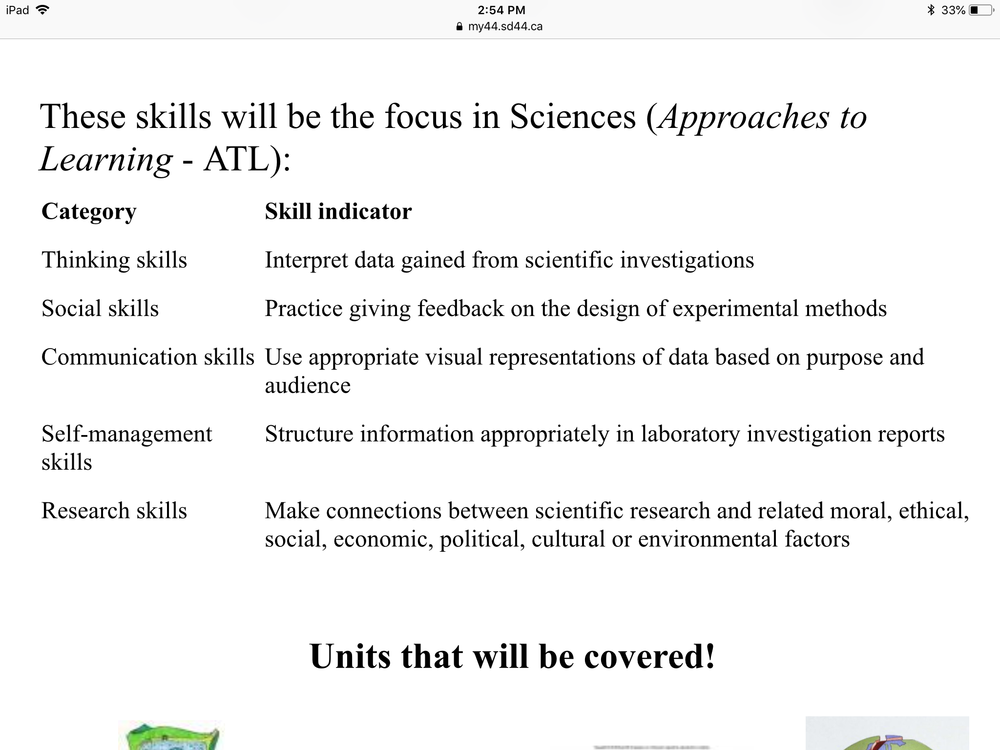 iPad 2:54 PM 33%
my44.sd44.ca
These skills will be the focus in Sciences (Approaches to
Learning - ATL):
Category Skill indicator
Thinking skills Interpret data gained from scientific investigations
Social skills Practice giving feedback on the design of experimental methods
Communication skills Use appropriate visual representations of data based on purpose and
audience
Self-management Structure information appropriately in laboratory investigation reports
skills
Research skills Make connections between scientific research and related moral, ethical,
social, economic, political, cultural or environmental factors
Units that will be covered!